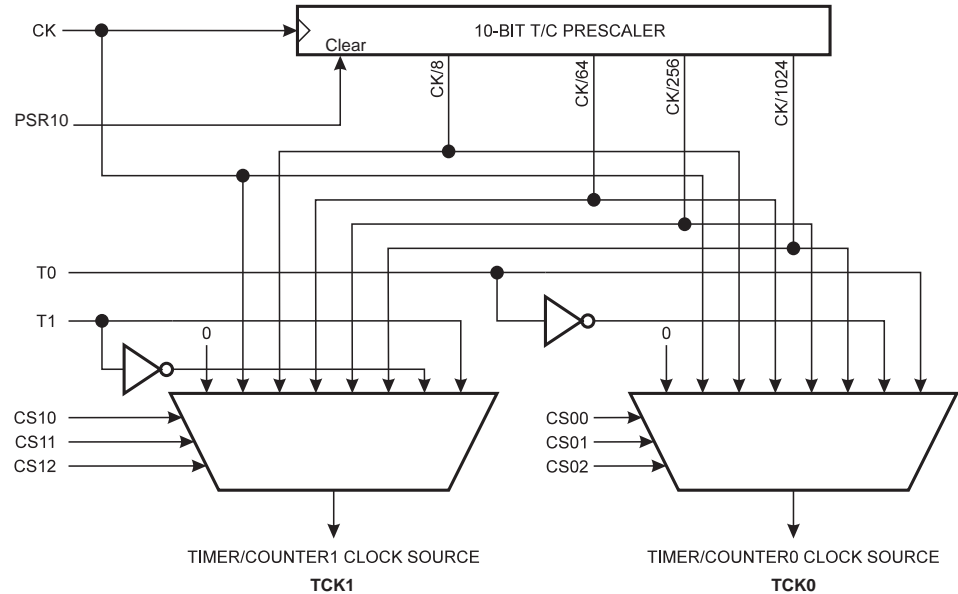 CK
10-BIT T/C PRESCALER
Clear
CK/8
CK/64
CK/256
CK/1024
PSR10
T0
T1
0
0
CS10
CS11
CS12
CS00
CS01
CS02
TIMER/COUNTER1 CLOCK SOURCE
TCK1
TIMER/COUNTER0 CLOCK SOURCE
TCK0